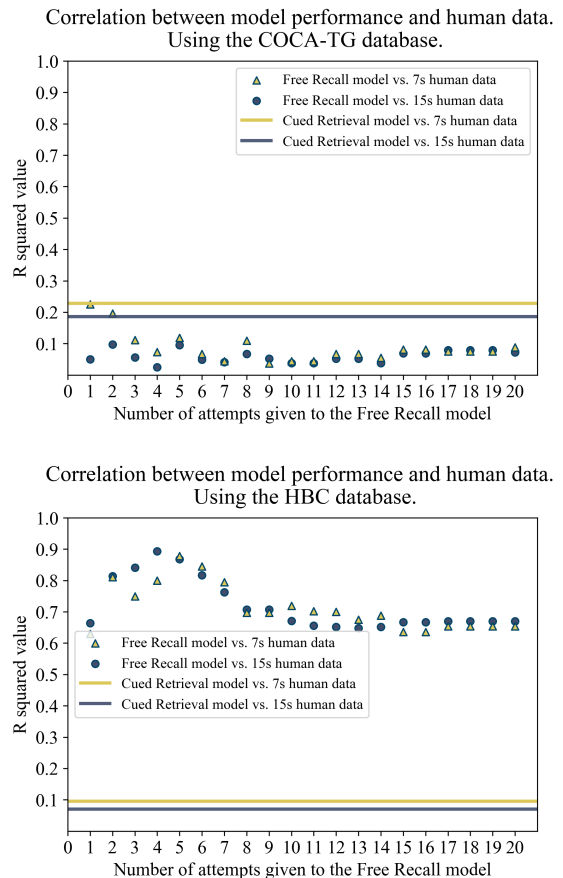 Correlation between model performance and human data.
Using the COCA-TG database.
1.0
0.9
0.8
0.7
0.6
0.5
0.4
0.3
0.2
0.1
R squared value
Free Recall model vs. 7s human data
Free Recall model vs. 15s human data
Cued Retrieval model vs. 7s human data
Cued Retrieval model vs. 15s human data
0 1 2 3 4 5 6 7 8 9 10 11 12 13 14 15 16 17 18 19 20
Number of attempts given to the Free Recall model
Correlation between model performance and human data.
Using the HBC database.
1.0
0.9
0.8
0.7
0.6
0.5
0.4
0.3
0.2
0.1
R squared value
Free Recall model vs. 7s human data
Free Recall model vs. 15s human data
Cued Retrieval model vs. 7s human data
Cued Retrieval model vs. 15s human data
0 1 2 3 4 5 6 7 8 9 10 11 12 13 14 15 16 17 18 19 20
Number of attempts given to the Free Recall model